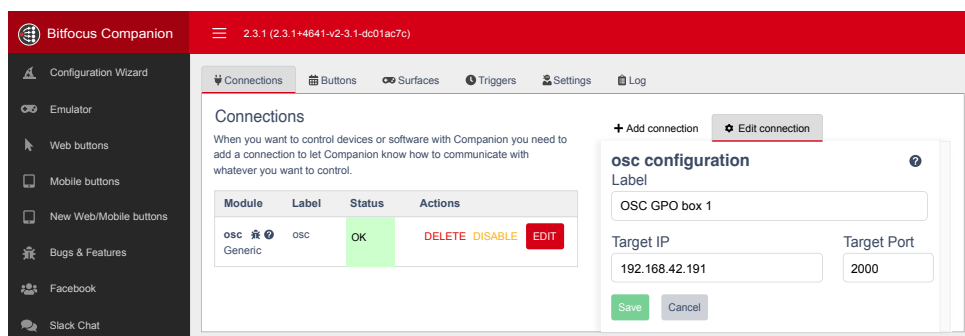 Bitfocus Companion
2.3.1 (2.3.1+4641-v2-3.1-dc01ac7c)
Configuration Wizard
Emulator
Web buttons
Mobile buttons
New Web/Mobile buttons
Bugs & Features
Facebook
Slack Chat
Connections Buttons Surfaces Triggers Settings Log
Connections
When you want to control devices or software with Companion you need to
add a connection to let Companion know how to communicate with
whatever you want to control.
Module Label Status Actions
osc osc OK DELETE DISABLE EDIT
Generic
+ Add connection Edit connection
osc configuration
Label
OSC GPO box 1
Target IP Target Port
192.168.42.191 2000
Save Cancel